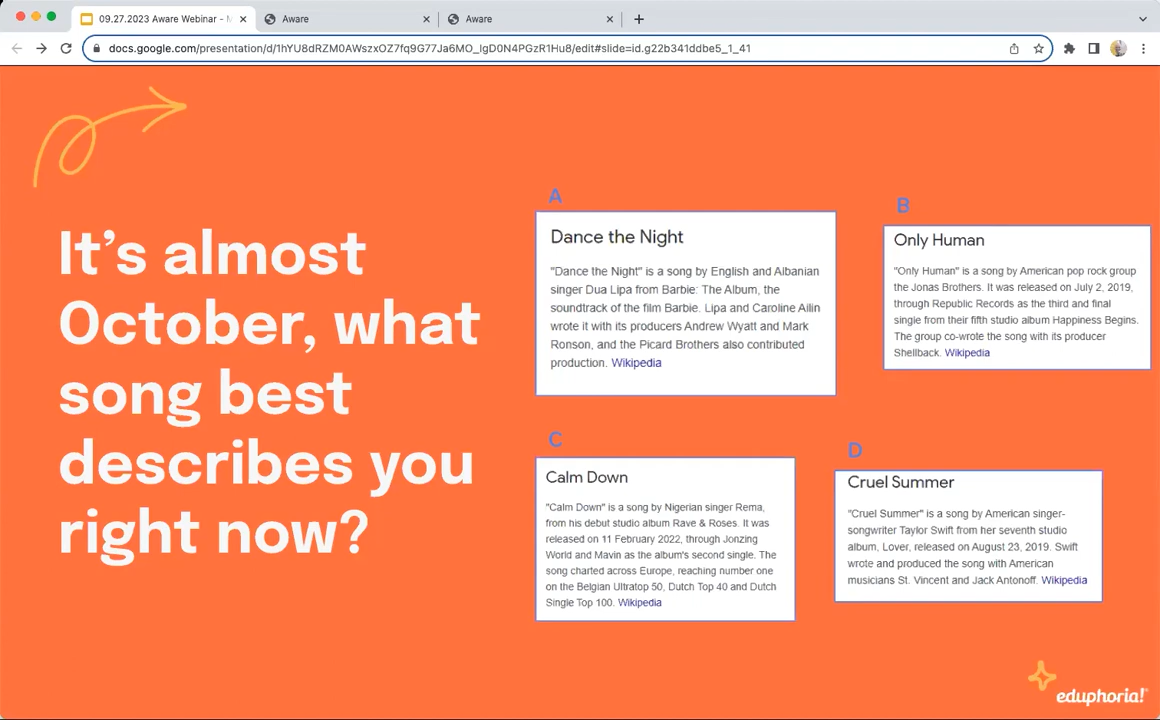 09.27.2023 Aware Webinar - M
Aware
Aware
docs.google.com/presentation/d/1hYU8dRZM0AWszxOZ7fq9G77Ja6MO_IgD0N4PGzR1Hu8/edit#slide=id.g22b341ddbe5_1_41
It's almost
October, what
song best
describes you
right now?
A
Dance the Night
"Dance the Night" is a song by English and Albanian
singer Dua Lipa from Barbie: The Album, the
soundtrack of the film Barbie. Lipa and Caroline Ailin
wrote it with its producers Andrew Wyatt and Mark
Ronson, and the Picard Brothers also contributed
production. Wikipedia
B
Only Human
"Only Human" is a song by American pop rock group
the Jonas Brothers. It was released on July 2, 2019,
through Republic Records as the third and final
single from their fifth studio album Happiness Begins.
The group co-wrote the song with its producer
Shellback. Wikipedia
C
Calm Down
"Calm Down" is a song by Nigerian singer Rema,
from his debut studio album Rave & Roses. It was
released on 11 February 2022, through Jonzing
World and Mavin as the album's second single. The
song charted across Europe, reaching number one
on the Belgian Ultratop 50, Dutch Top 40 and Dutch
Single Top 100. Wikipedia
D
Cruel Summer
"Cruel Summer" is a song by American singer-
songwriter Taylor Swift from her seventh studio
album, Lover, released on August 23, 2019. Swift
wrote and produced the song with American
musicians St. Vincent and Jack Antonoff. Wikipedia
eduphoria!